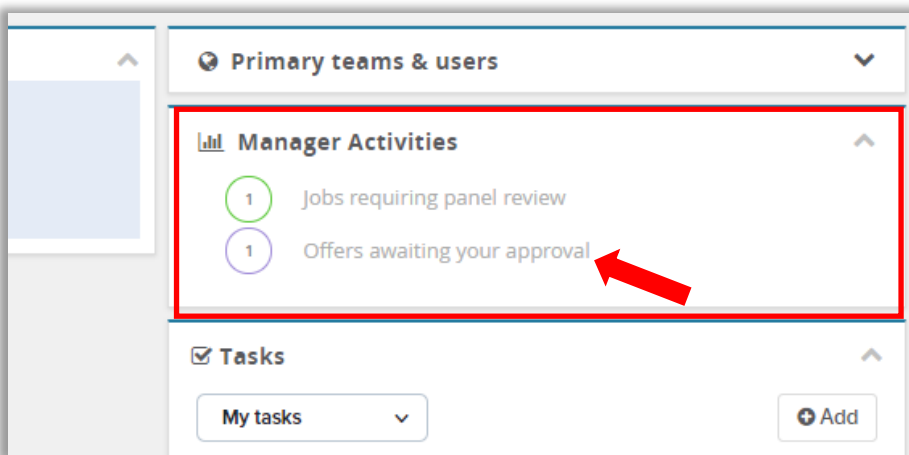 Primary teams & users
Manager Activities
1 Jobs requiring panel review
1 Offers awaiting your approval
Tasks
My tasks Add